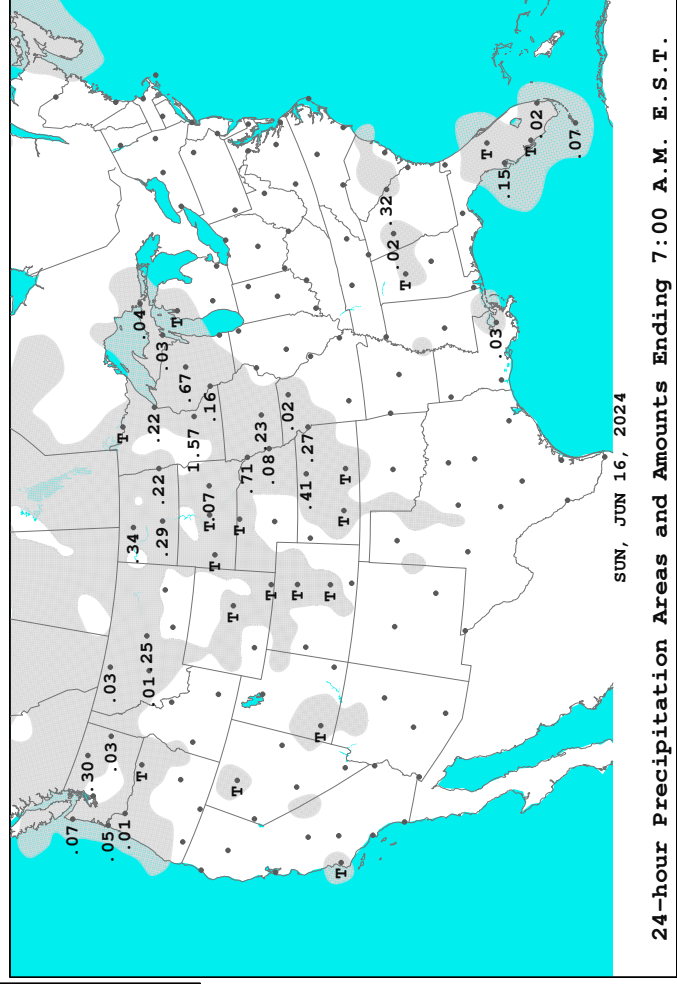 .07
.30
.05
.03
.03
T
.01
.34
.04
T
.01
.25
.22
.29
.22
.03
T
.67
1.57
T
.07
.16
T
T
T
T
.71
.23
.08
T
.02
T
.41
.27
T
T
T
T
T
.32
.02
T
T
.03
.15
T
.02
.07
SUN, JUN 16, 2024
24-hour Precipitation Areas and Amounts Ending 7:00 A.M. E.S.T.